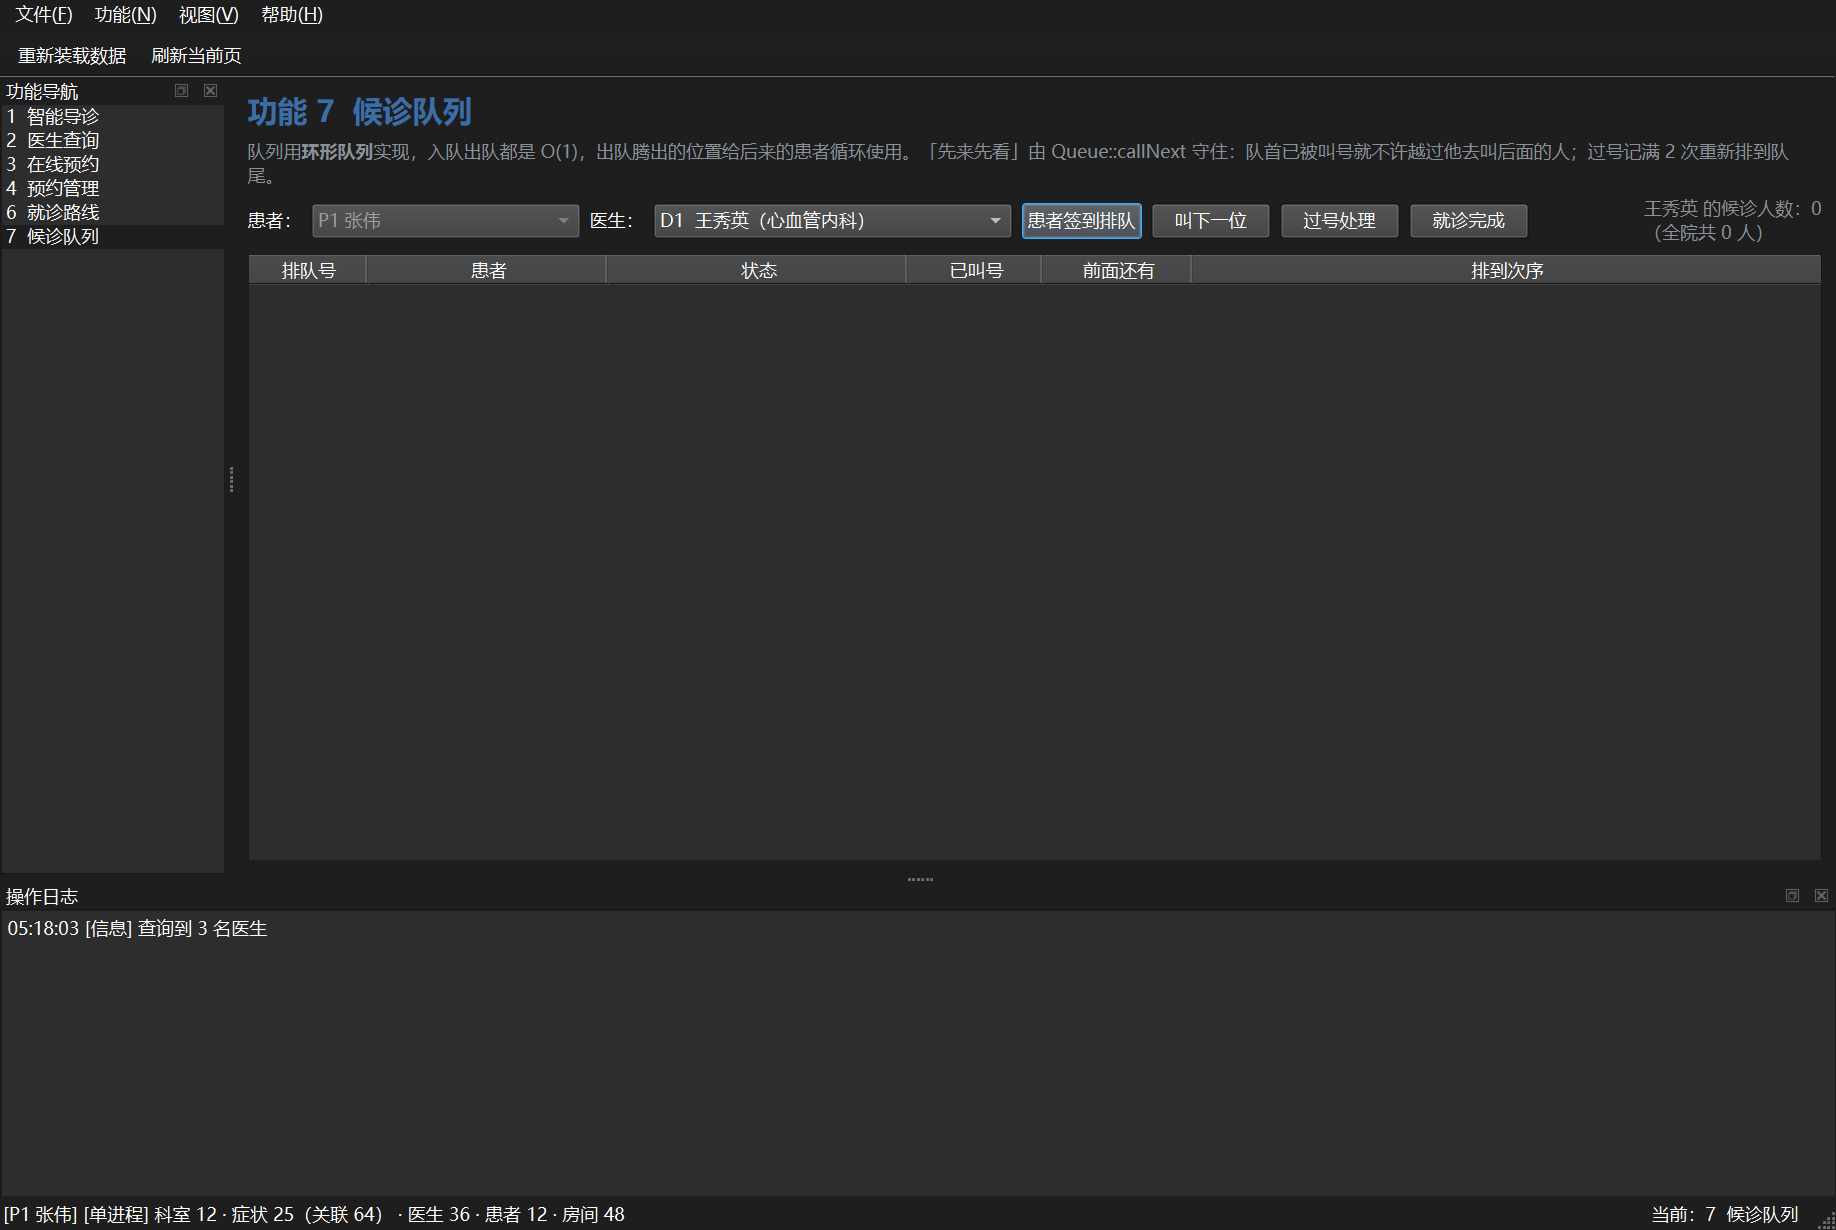 文件(F) 功能(N) 视图(V) 帮助(H)
重新装载数据 刷新当前页
功能导航
1 智能导诊
2 医生查询
3 在线预约
4 预约管理
6 就诊路线
7 候诊队列
功能 7 候诊队列
队列用环形队列实现，入队出队都是 O(1)，出队腾出的位置给后来的患者循环使用。「先来先看」由 Queue::callNext 守住：队首已被叫号就不许越过他去叫后面的人；过号记满 2 次重新排到队
尾。
患者： P1 张伟 医生： D1 王秀英（心血管内科） 患者签到排队 叫下一位 过号处理 就诊完成
王秀英 的候诊人数：0
（全院共 0 人）
排队号 患者 状态 已叫号 前面还有 排到次序
操作日志
05:18:03 [信息] 查询到 3 名医生
[P1 张伟] [单进程] 科室 12 · 症状 25（关联 64） · 医生 36 · 患者 12 · 房间 48 当前：7 候诊队列